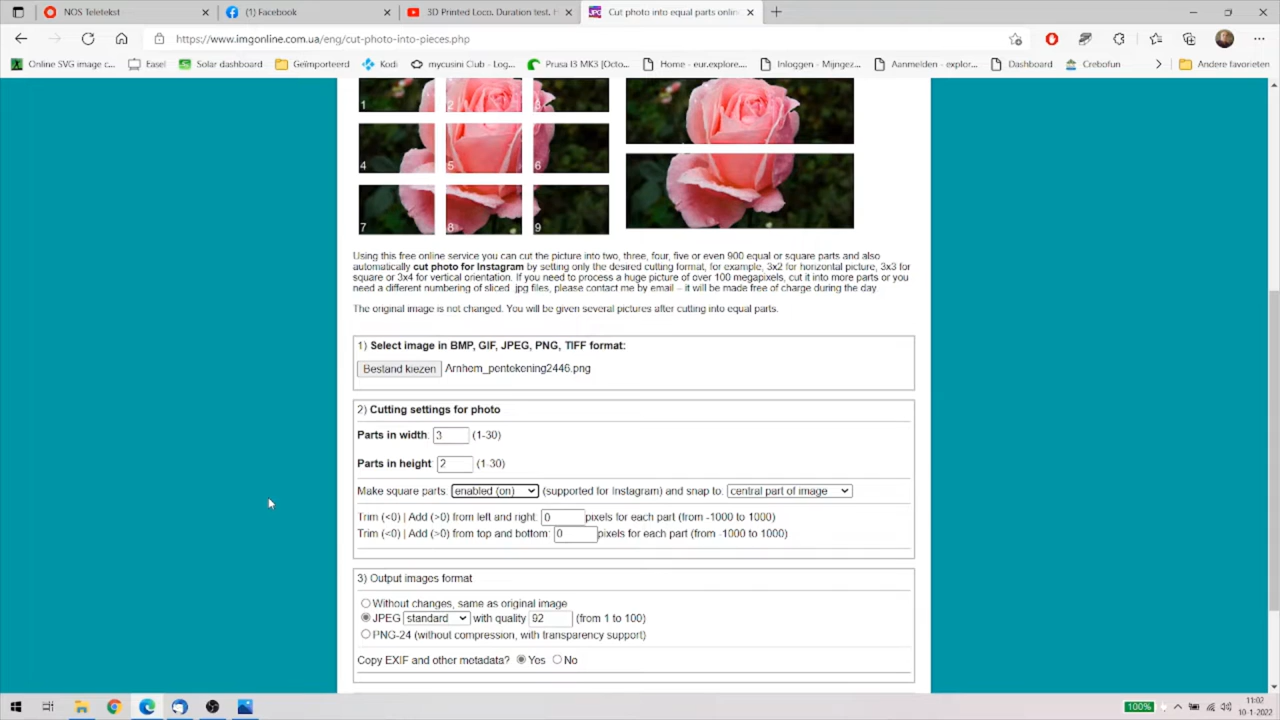 NOS Teletekst
(1) Facebook
3D Printed Loco. Duration test.
Cut photo into equal parts onlin
https://www.imgonline.com.ua/eng/cut-photo-into-pieces.php
Online SVG image c...
Easel
Solar dashboard
Geïmporteerd
Kodi
mycusini Club - Log...
Prusa I3 MK3 [Octo...
Home - eur.explore...
Inloggen - Mijngez...
Aanmelden - explor...
Dashboard
Crebofun
Andere favorieten
1
2
3
4
5
6
7
8
9
Using this free online service you can cut the picture into two, three, four, five or even 900 equal or square parts and also
automatically cut photo for Instagram by setting only the desired cutting format, for example, 3x2 for horizontal picture, 3x3 for
square or 3x4 for vertical orientation. If you need to process a huge picture of over 100 megapixels, cut it into more parts or you
need a different numbering of sliced jpg files, please contact me by email – it will be made free of charge during the day
The original image is not changed. You will be given several pictures after cutting into equal parts.
1) Select image in BMP, GIF, JPEG, PNG, TIFF format:
Bestand kiezen Arnhem_pentekening2446.png
2) Cutting settings for photo
Parts in width: 3 (1-30)
Parts in height: 2 (1-30)
Make square parts: enabled (on) (supported for Instagram) and snap to: central part of image
Trim (<0) | Add (>0) from left and right: 0 pixels for each part (from -1000 to 1000)
Trim (<0) | Add (>0) from top and bottom: 0 pixels for each part (from -1000 to 1000)
3) Output images format
Without changes, same as original image
JPEG standard with quality 92 (from 1 to 100)
PNG-24 (without compression, with transparency support)
Copy EXIF and other metadata? Yes No
100%
11:02
10-1-2022